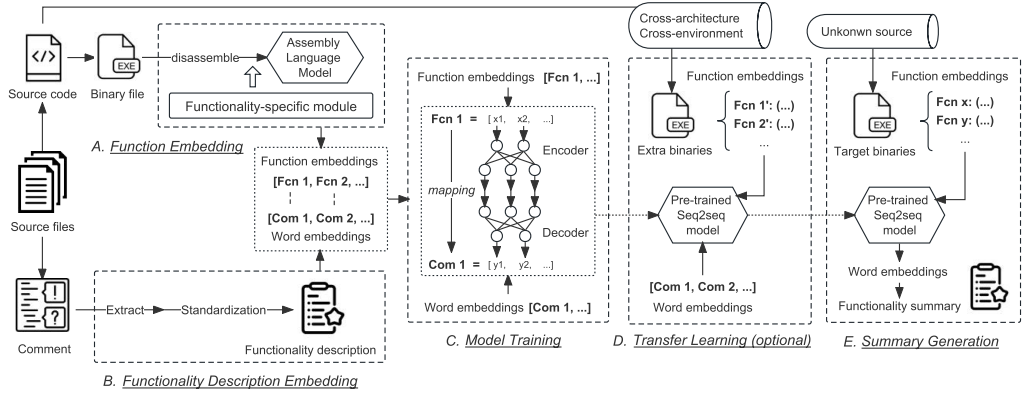 Source code
EXE
Binary file
disassemble
Assembly
Language
Model
Functionality-specific module
A. Function Embedding
Source files
Function embeddings
[Fcn 1, Fcn 2, ...]
[Com 1, Com 2, ...]
Word embeddings
Comment
Extract
Standardization
Functionality description
B. Functionality Description Embedding
Function embeddings [Fcn 1, ...]
Fcn 1 = [ x1, x2, ...]
Encoder
mapping
Decoder
Com 1 = [ y1, y2, ...]
Word embeddings [Com 1, ...]
C. Model Training
Cross-architecture
Cross-environment
Function embeddings
EXE
Extra binaries
Fcn 1': (...)
Fcn 2': (...)
...
Pre-trained
Seq2seq
model
[Com 1, Com 2, ...]
Word embeddings
D. Transfer Learning (optional)
Unkonwn source
Function embeddings
EXE
Target binaries
Fcn x: (...)
Fcn y: (...)
...
Pre-trained
Seq2seq
model
Word embeddings
Functionality summary
E. Summary Generation